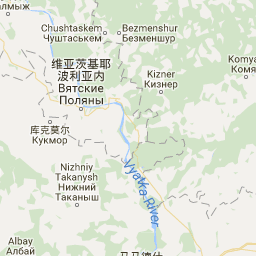 алмыж
Chushtaskem
Чуштаськем
Bezmenshur
Безменшур
维亚茨基耶
波利亚内
Вятские
Поляны
Kizner
Кизнер
Komya
Комя
库克莫尔
Кукмор
Nizhniy
Takanysh
Нижний
Таканыш
Vyatka River
Albay
Албай